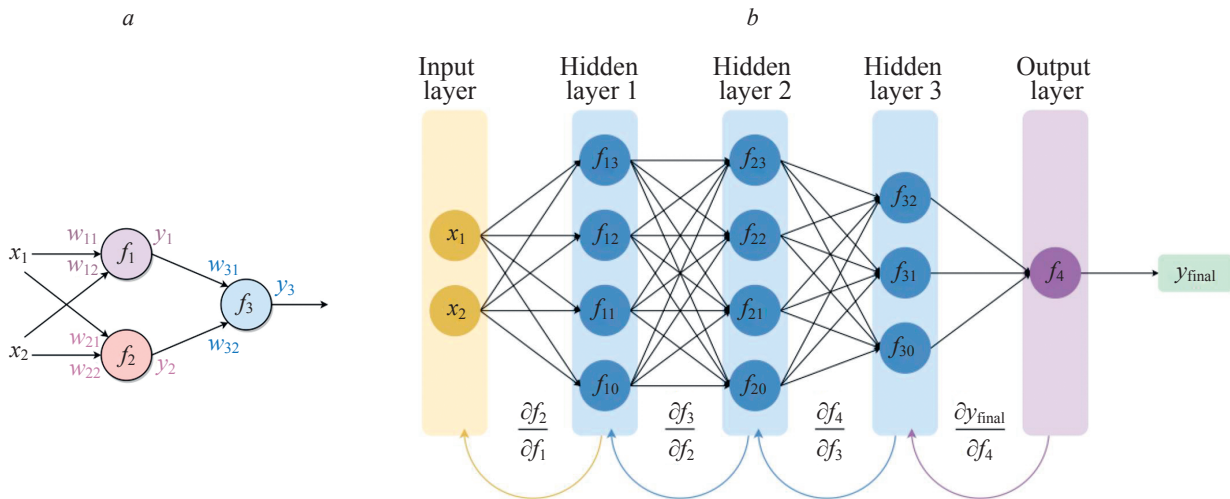 a
x₁
x₂
w₁₁
w₁₂
w₂₁
w₂₂
f₁
f₂
y₁
y₂
w₃₁
w₃₂
f₃
y₃
b
Input
layer
Hidden
layer 1
Hidden
layer 2
Hidden
layer 3
Output
layer
x₁
x₂
f₁₃
f₁₂
f₁₁
f₁₀
f₂₃
f₂₂
f₂₁
f₂₀
f₃₂
f₃₁
f₃₀
f₄
y_final
∂f₂
∂f₁
∂f₃
∂f₂
∂f₄
∂f₃
∂y_final
∂f₄